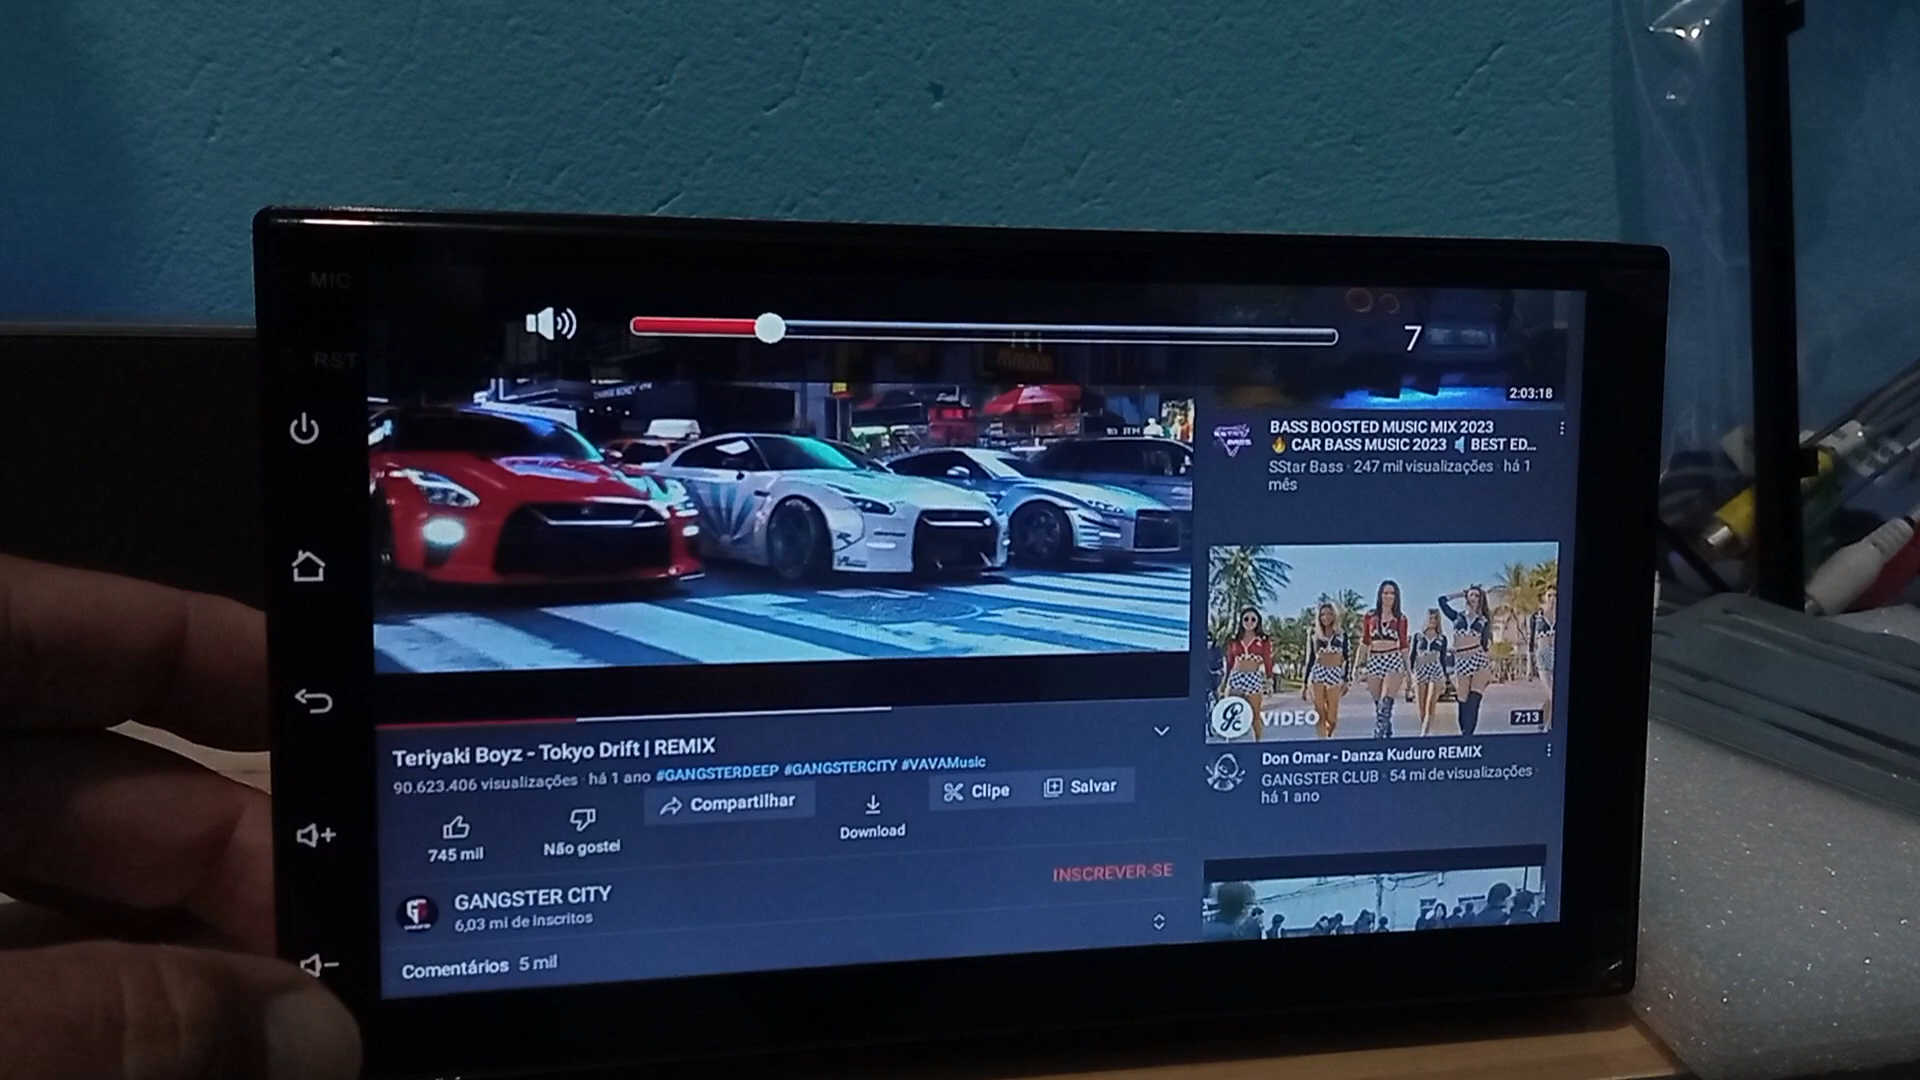 MIC
RST
7
2:03:18
BASS BOOSTED MUSIC MIX 2023
🔥 CAR BASS MUSIC 2023 🔈 BEST ED...
SStar Bass · 247 mil visualizações · há 1
mês
VIDEO
7:13
Don Omar - Danza Kuduro REMIX
GANGSTER CLUB · 54 mi de visualizações ·
há 1 ano
Teriyaki Boyz - Tokyo Drift | REMIX
90.623.406 visualizações · há 1 ano #GANGSTERDEEP #GANGSTERCITY #VAVAMusic
745 mil
Não gostei
Compartilhar
Download
Clipe
Salvar
GANGSTER CITY
6,03 mi de inscritos
INSCREVER-SE
Comentários 5 mil